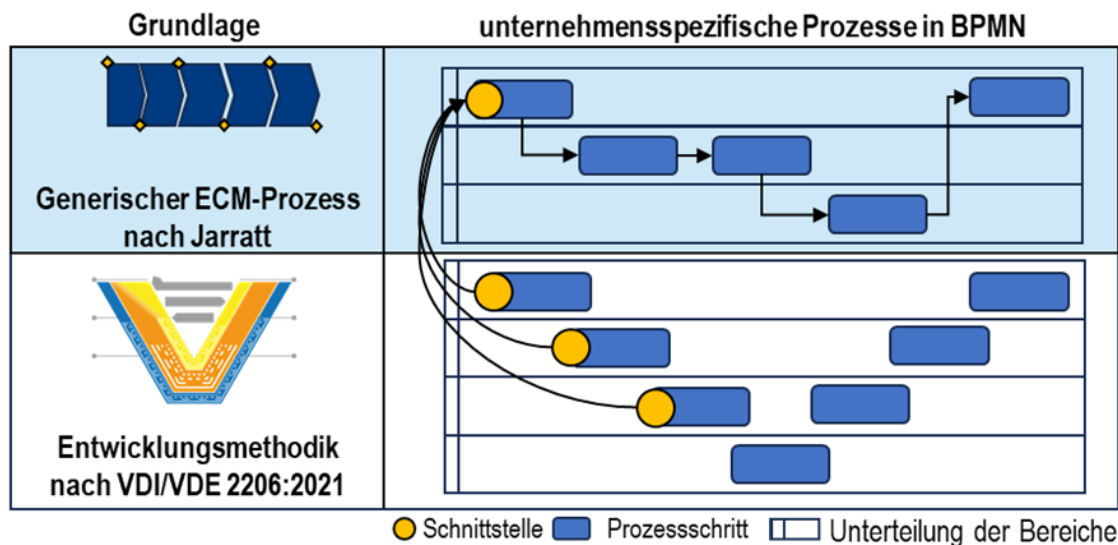 Grundlage
unternehmensspezifische Prozesse in BPMN
Generischer ECM-Prozess
nach Jarratt
Entwicklungsmethodik
nach VDI/VDE 2206:2021
Schnittstelle
Prozessschritt
Unterteilung der Bereiche